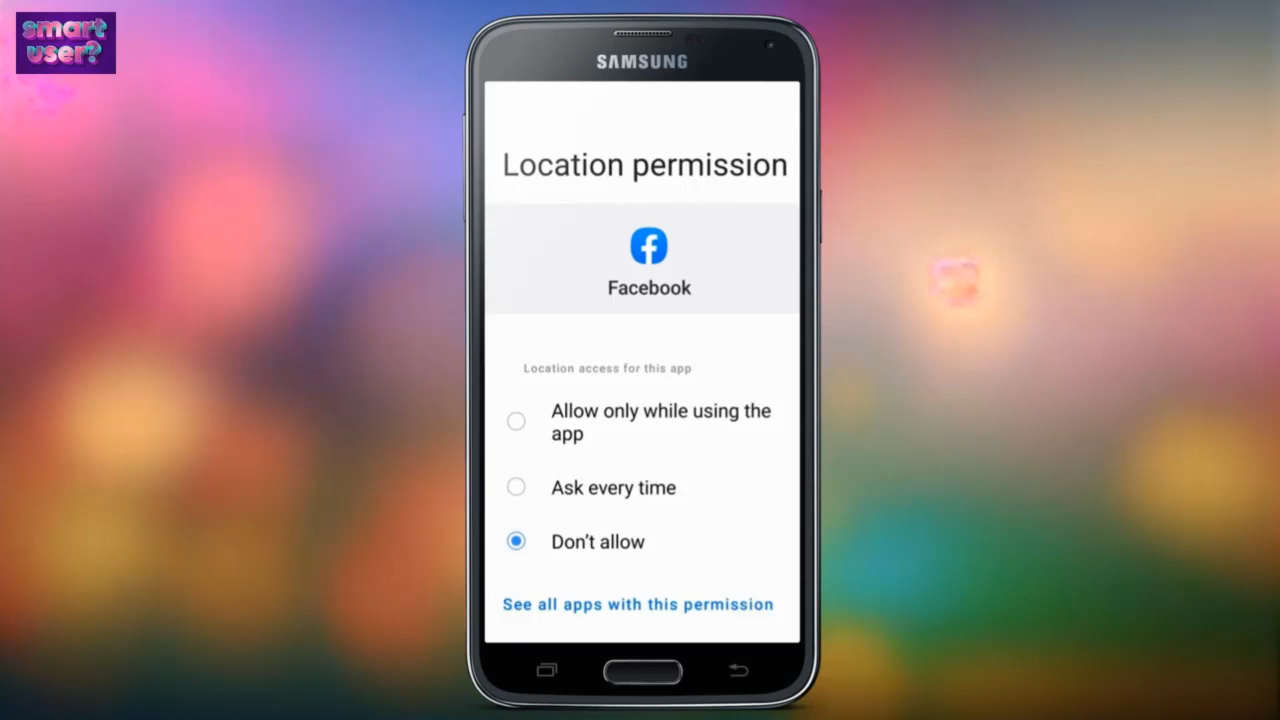 smart
user?
SAMSUNG
Location permission
Facebook
Location access for this app
Allow only while using the
app
Ask every time
Don't allow
See all apps with this permission